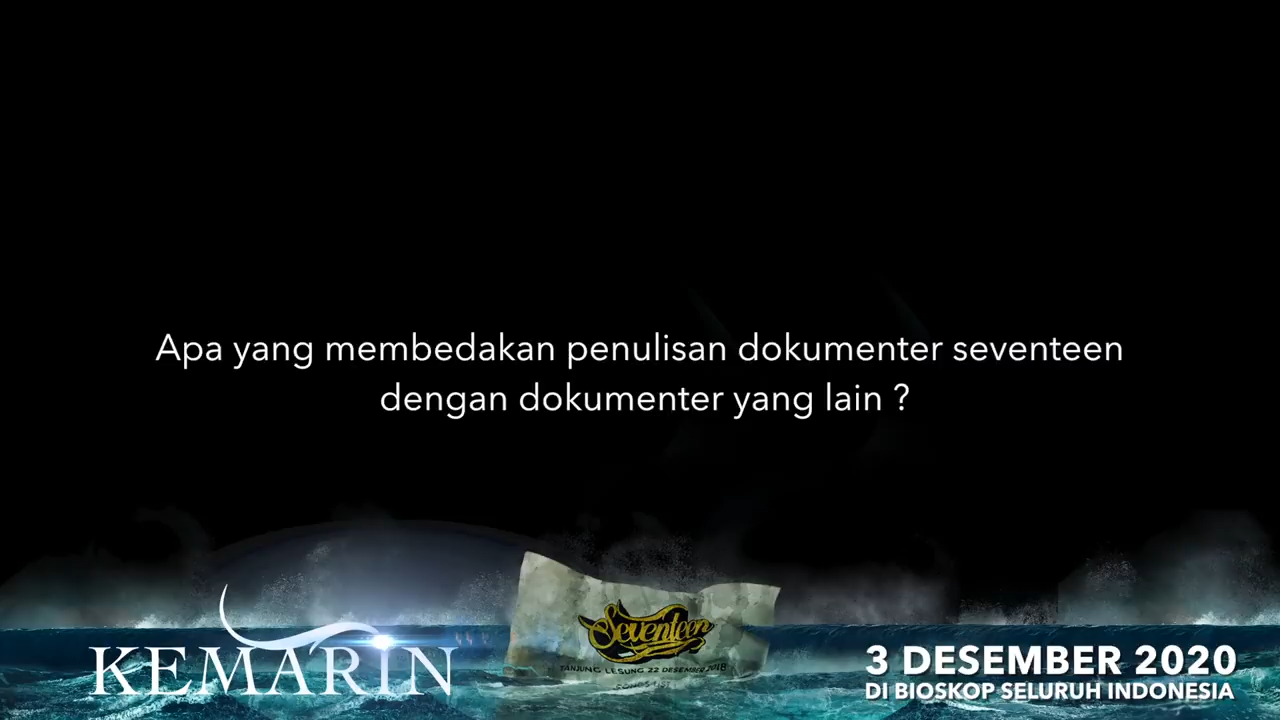 Apa yang membedakan penulisan dokumenter seventeen
dengan dokumenter yang lain ?
KEMARIN
Seventeen
TANJUNG LESUNG 22 DESEMBER 2018
3 DESEMBER 2020
DI BIOSKOP SELURUH INDONESIA